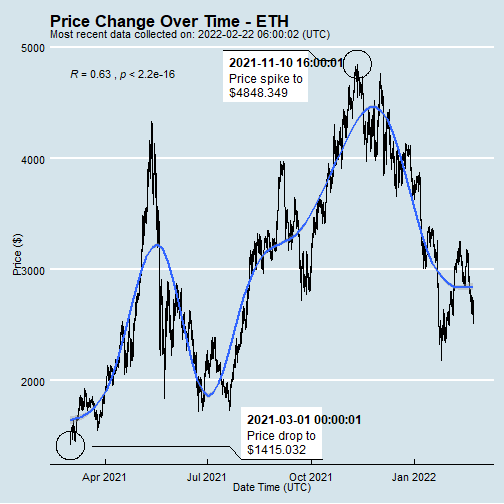 Price Change Over Time - ETH
Most recent data collected on: 2022-02-22 06:00:02 (UTC)
5000
R = 0.63 , p < 2.2e-16
2021-11-10 16:00:01
Price spike to
$4848.349
4000
Price ($)
3000
2000
2021-03-01 00:00:01
Price drop to
$1415.032
Apr 2021
Jul 2021
Oct 2021
Jan 2022
Date Time (UTC)